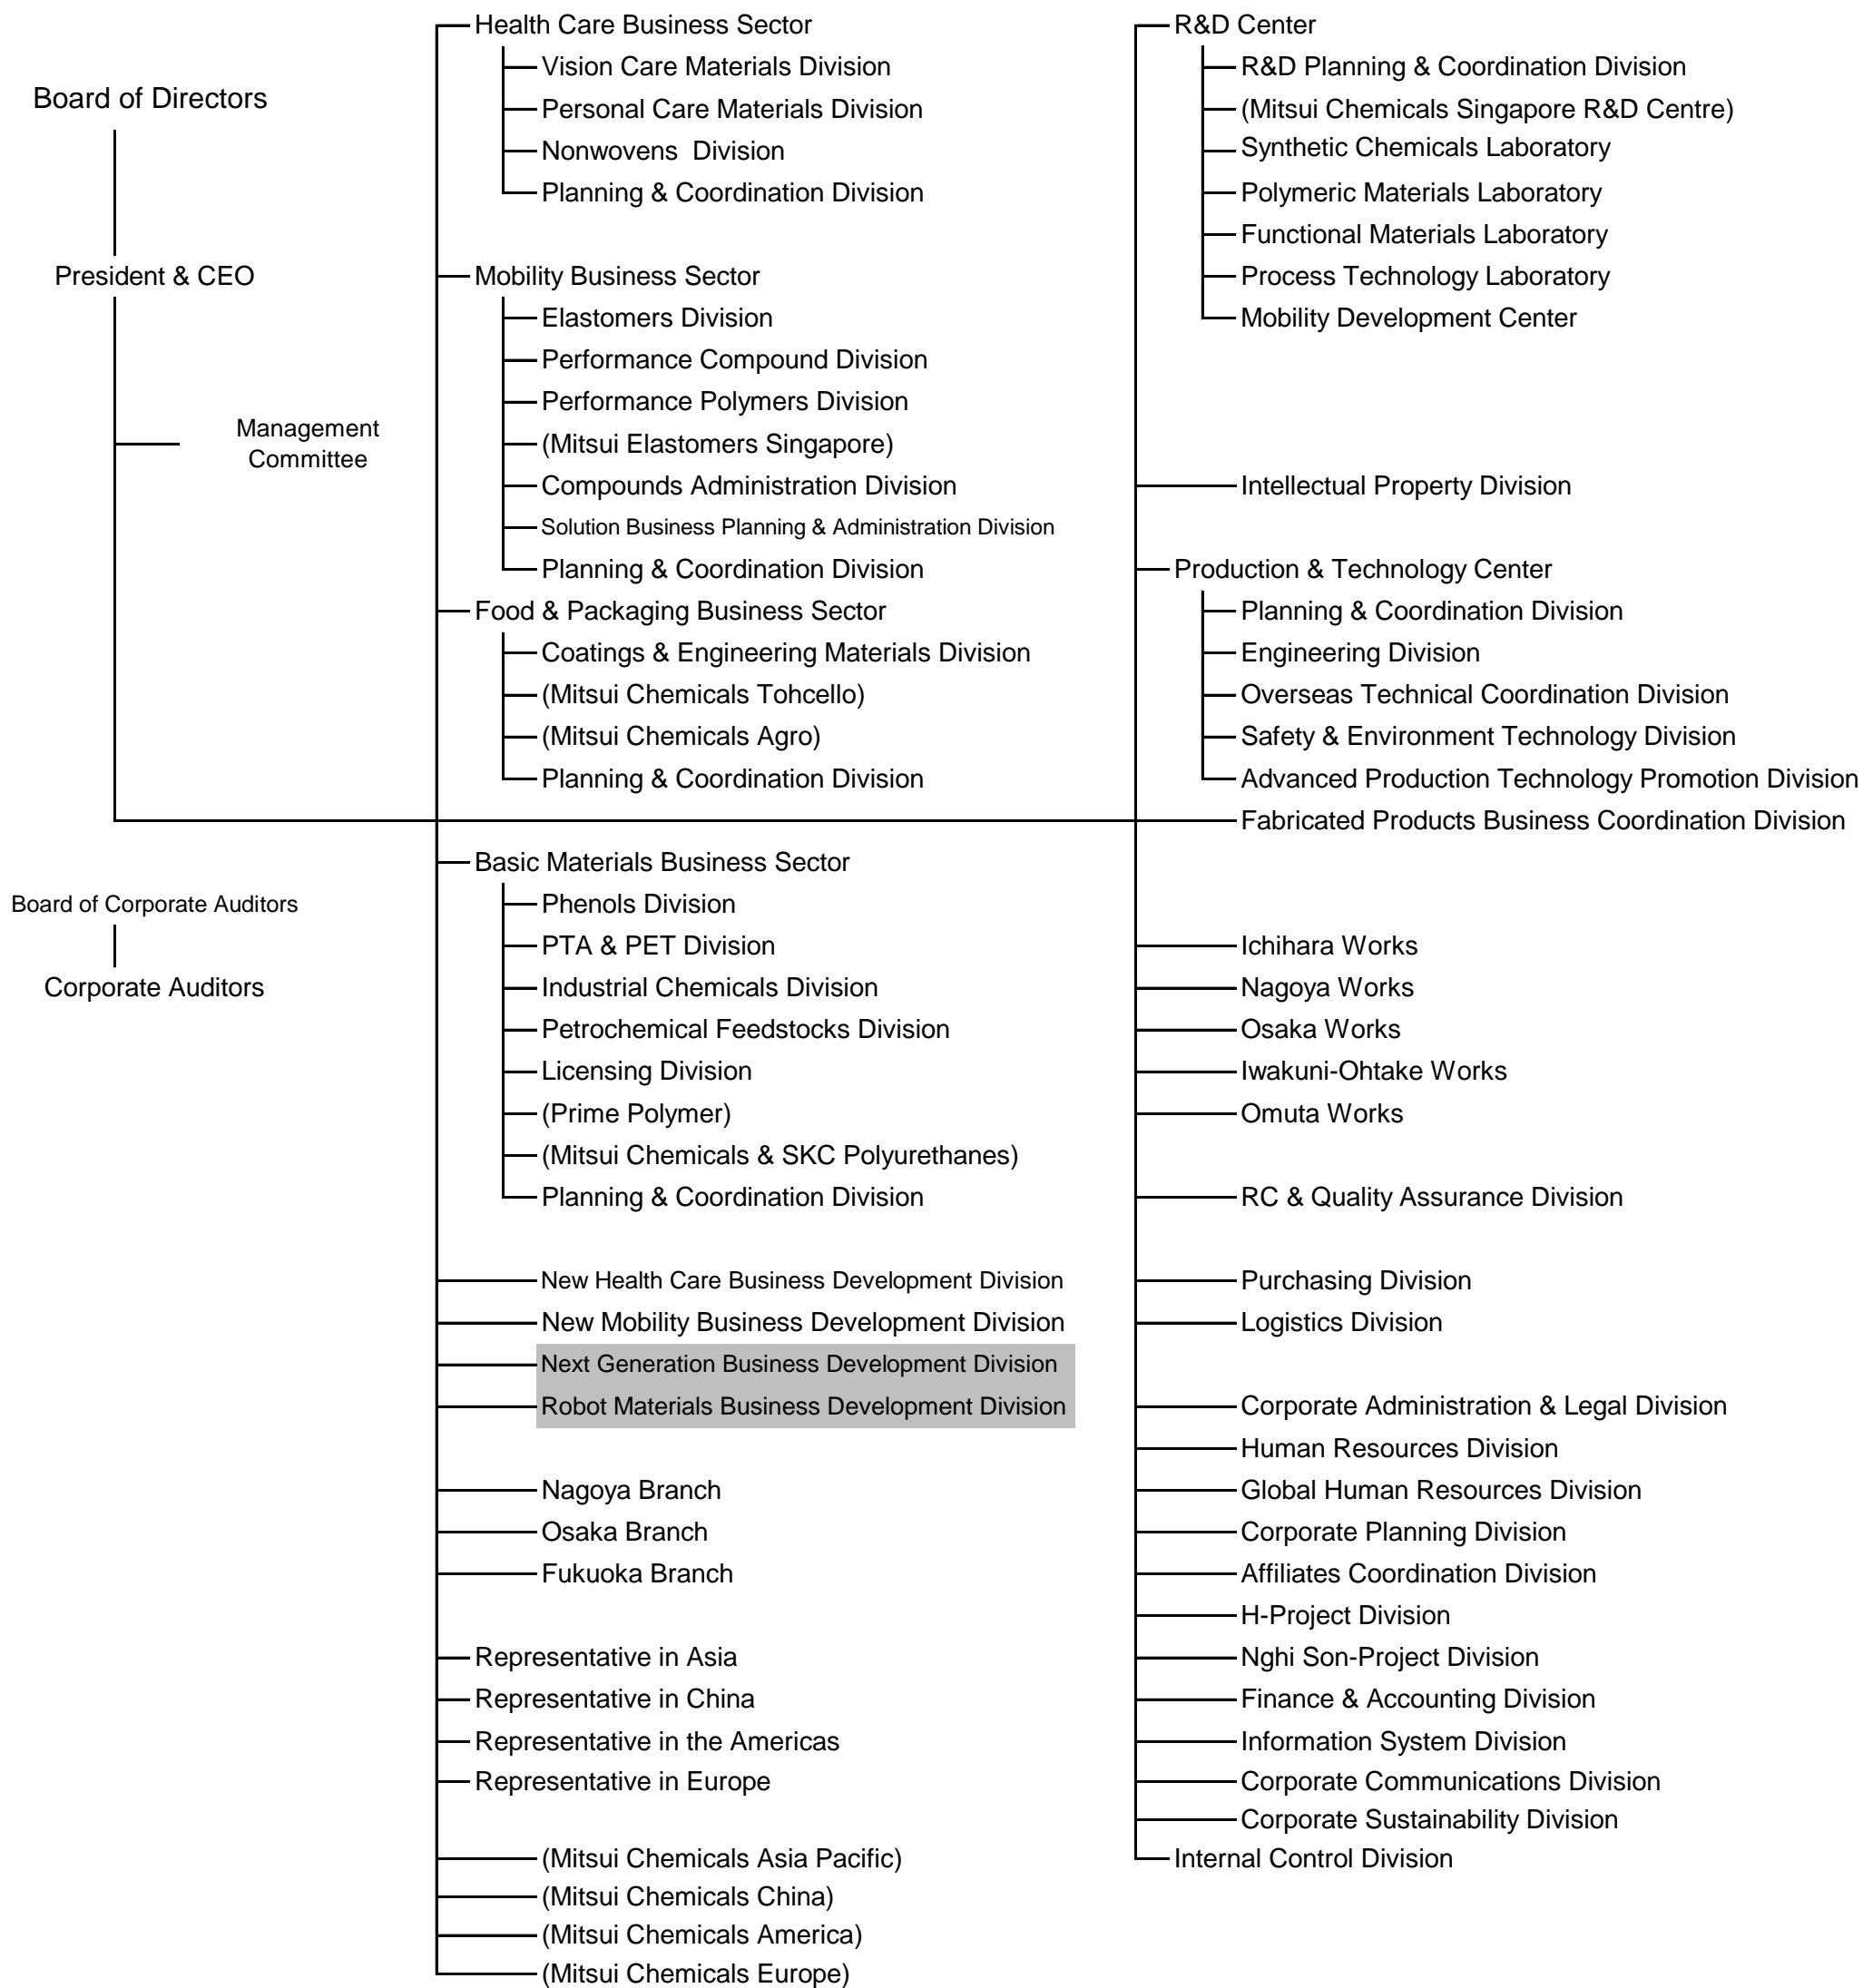 Board of Directors
President & CEO
Management
Committee
Board of Corporate Auditors
Corporate Auditors
Health Care Business Sector
Vision Care Materials Division
Personal Care Materials Division
Nonwovens  Division
Planning & Coordination Division
Mobility Business Sector
Elastomers Division
Performance Compound Division
Performance Polymers Division
(Mitsui Elastomers Singapore)
Compounds Administration Division
Solution Business Planning & Administration Division
Planning & Coordination Division
Food & Packaging Business Sector
Coatings & Engineering Materials Division
(Mitsui Chemicals Tohcello)
(Mitsui Chemicals Agro)
Planning & Coordination Division
Basic Materials Business Sector
Phenols Division
PTA & PET Division
Industrial Chemicals Division
Petrochemical Feedstocks Division
Licensing Division
(Prime Polymer)
(Mitsui Chemicals & SKC Polyurethanes)
Planning & Coordination Division
New Health Care Business Development Division
New Mobility Business Development Division
Next Generation Business Development Division
Robot Materials Business Development Division
Nagoya Branch
Osaka Branch
Fukuoka Branch
Representative in Asia
Representative in China
Representative in the Americas
Representative in Europe
(Mitsui Chemicals Asia Pacific)
(Mitsui Chemicals China)
(Mitsui Chemicals America)
(Mitsui Chemicals Europe)
R&D Center
R&D Planning & Coordination Division
(Mitsui Chemicals Singapore R&D Centre)
Synthetic Chemicals Laboratory
Polymeric Materials Laboratory
Functional Materials Laboratory
Process Technology Laboratory
Mobility Development Center
Intellectual Property Division
Production & Technology Center
Planning & Coordination Division
Engineering Division
Overseas Technical Coordination Division
Safety & Environment Technology Division
Advanced Production Technology Promotion Division
Fabricated Products Business Coordination Division
Ichihara Works
Nagoya Works
Osaka Works
Iwakuni-Ohtake Works
Omuta Works
RC & Quality Assurance Division
Purchasing Division
Logistics Division
Corporate Administration & Legal Division
Human Resources Division
Global Human Resources Division
Corporate Planning Division
Affiliates Coordination Division
H-Project Division
Nghi Son-Project Division
Finance & Accounting Division
Information System Division
Corporate Communications Division
Corporate Sustainability Division
Internal Control Division